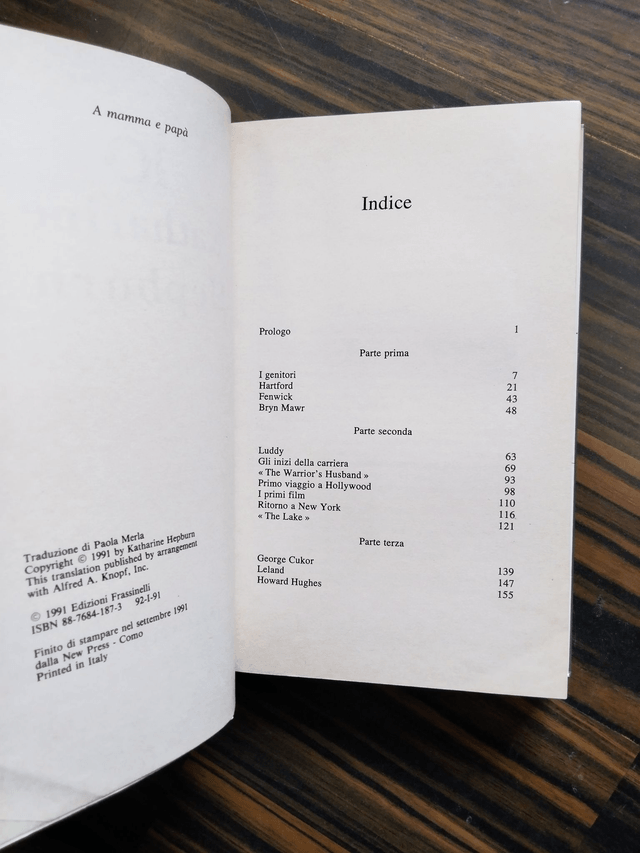 A mamma e papà
Traduzione di Paola Merla
Copyright © 1991 by Katharine Hepburn
This translation published by arrangement
with Alfred A. Knopf, Inc.
© 1991 Edizioni Frassinelli
ISBN 88-7684-187-3 92-I-91
Finito di stampare nel settembre 1991
dalla New Press - Como
Printed in Italy
Indice
Prologo 1
Parte prima
I genitori 7
Hartford 21
Fenwick 43
Bryn Mawr 48
Parte seconda
Luddy 63
Gli inizi della carriera 69
« The Warrior's Husband » 93
Primo viaggio a Hollywood 98
I primi film 110
Ritorno a New York 116
« The Lake » 121
Parte terza
George Cukor 139
Leland 147
Howard Hughes 155